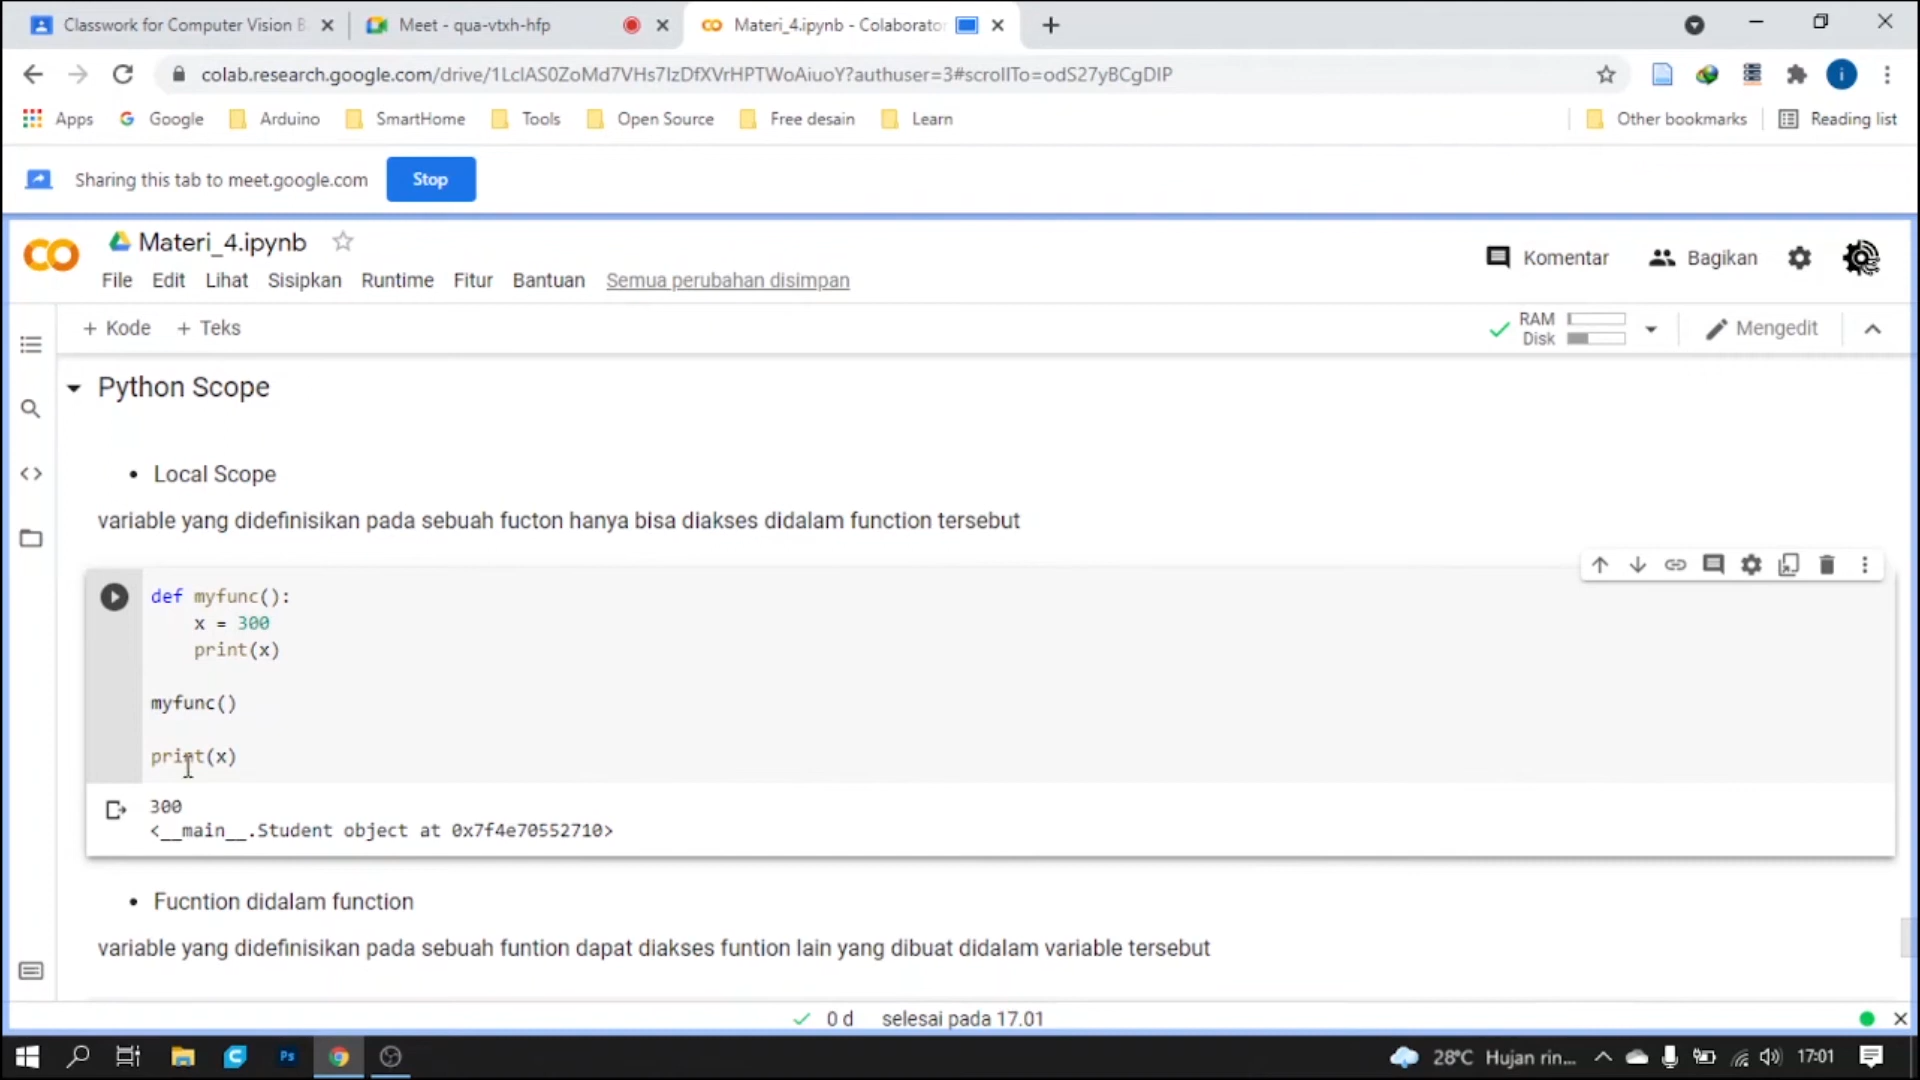 Classwork for Computer Vision B
Meet - qua-vtxh-hfp
Materi_4.ipynb - Colaborator
colab.research.google.com/drive/1LclAS0ZoMd7VHs7IzDfXVrHPTWoAiuoY?authuser=3#scrollTo=odS27yBCgDIP
i
Apps
Google
Arduino
SmartHome
Tools
Open Source
Free desain
Learn
Other bookmarks
Reading list
Sharing this tab to meet.google.com
Stop
CO
Materi_4.ipynb
Komentar
Bagikan
File Edit Lihat Sisipkan Runtime Fitur Bantuan Semua perubahan disimpan
+ Kode + Teks
RAM
Disk
Mengedit
Python Scope
• Local Scope
variable yang didefinisikan pada sebuah fucton hanya bisa diakses didalam function tersebut
def myfunc():
x = 300
print(x)
myfunc()
print(x)
300
<__main__.Student object at 0x7f4e70552710>
• Fucntion didalam function
variable yang didefinisikan pada sebuah funtion dapat diakses funtion lain yang dibuat didalam variable tersebut
0 d selesai pada 17.01
Ps
28°C Hujan rin...
17:01